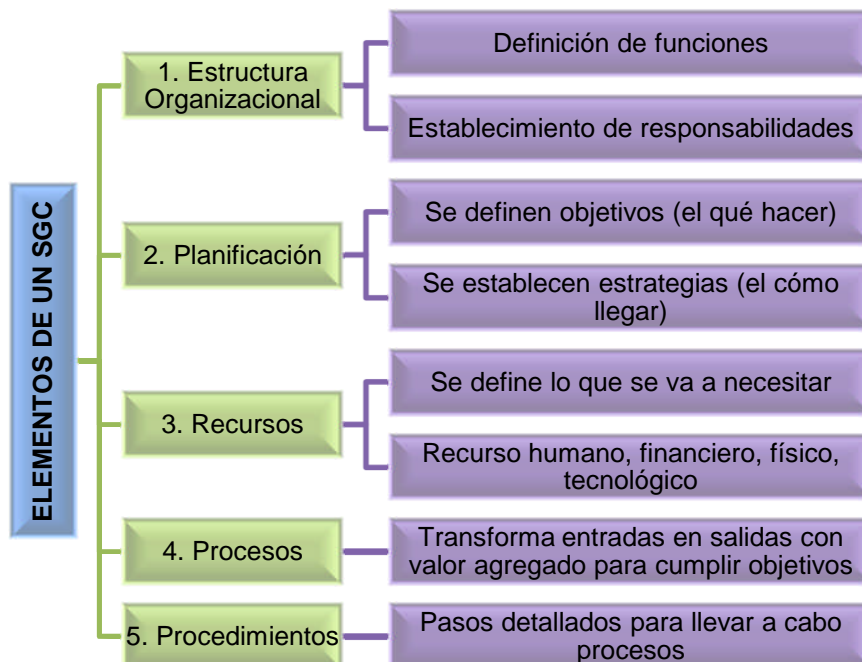 ELEMENTOS DE UN SGC
1. Estructura
Organizacional
Definición de funciones
Establecimiento de responsabilidades
2. Planificación
Se definen objetivos (el qué hacer)
Se establecen estrategias (el cómo
llegar)
3. Recursos
Se define lo que se va a necesitar
Recurso humano, financiero, físico,
tecnológico
4. Procesos
Transforma entradas en salidas con
valor agregado para cumplir objetivos
5. Procedimientos
Pasos detallados para llevar a cabo
procesos